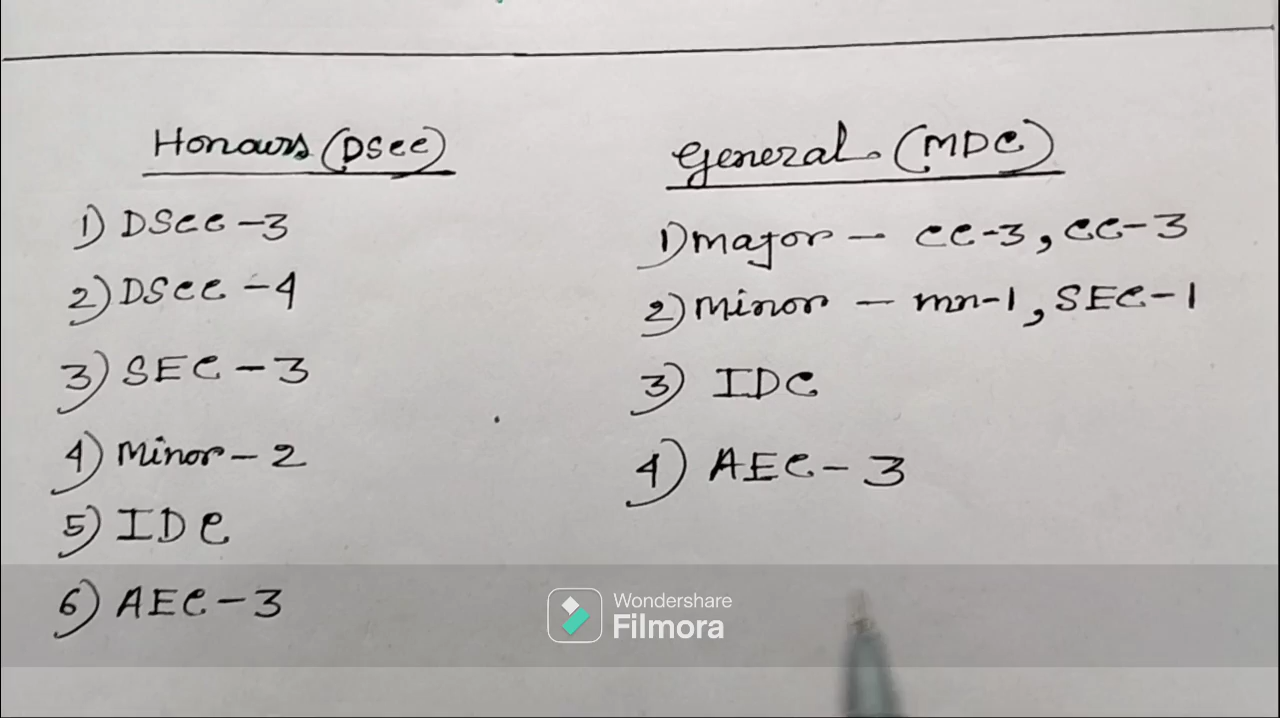 Honours (DSCC)
1) DSCC - 3
2) DSCC - 4
3) SEC - 3
4) Minor - 2
5) IDC
6) AEC - 3
General (MDC)
1) major - CC-3, CC-3
2) minor - mn-1, SEC-1
3) IDC
4) AEC - 3
Wondershare
Filmora